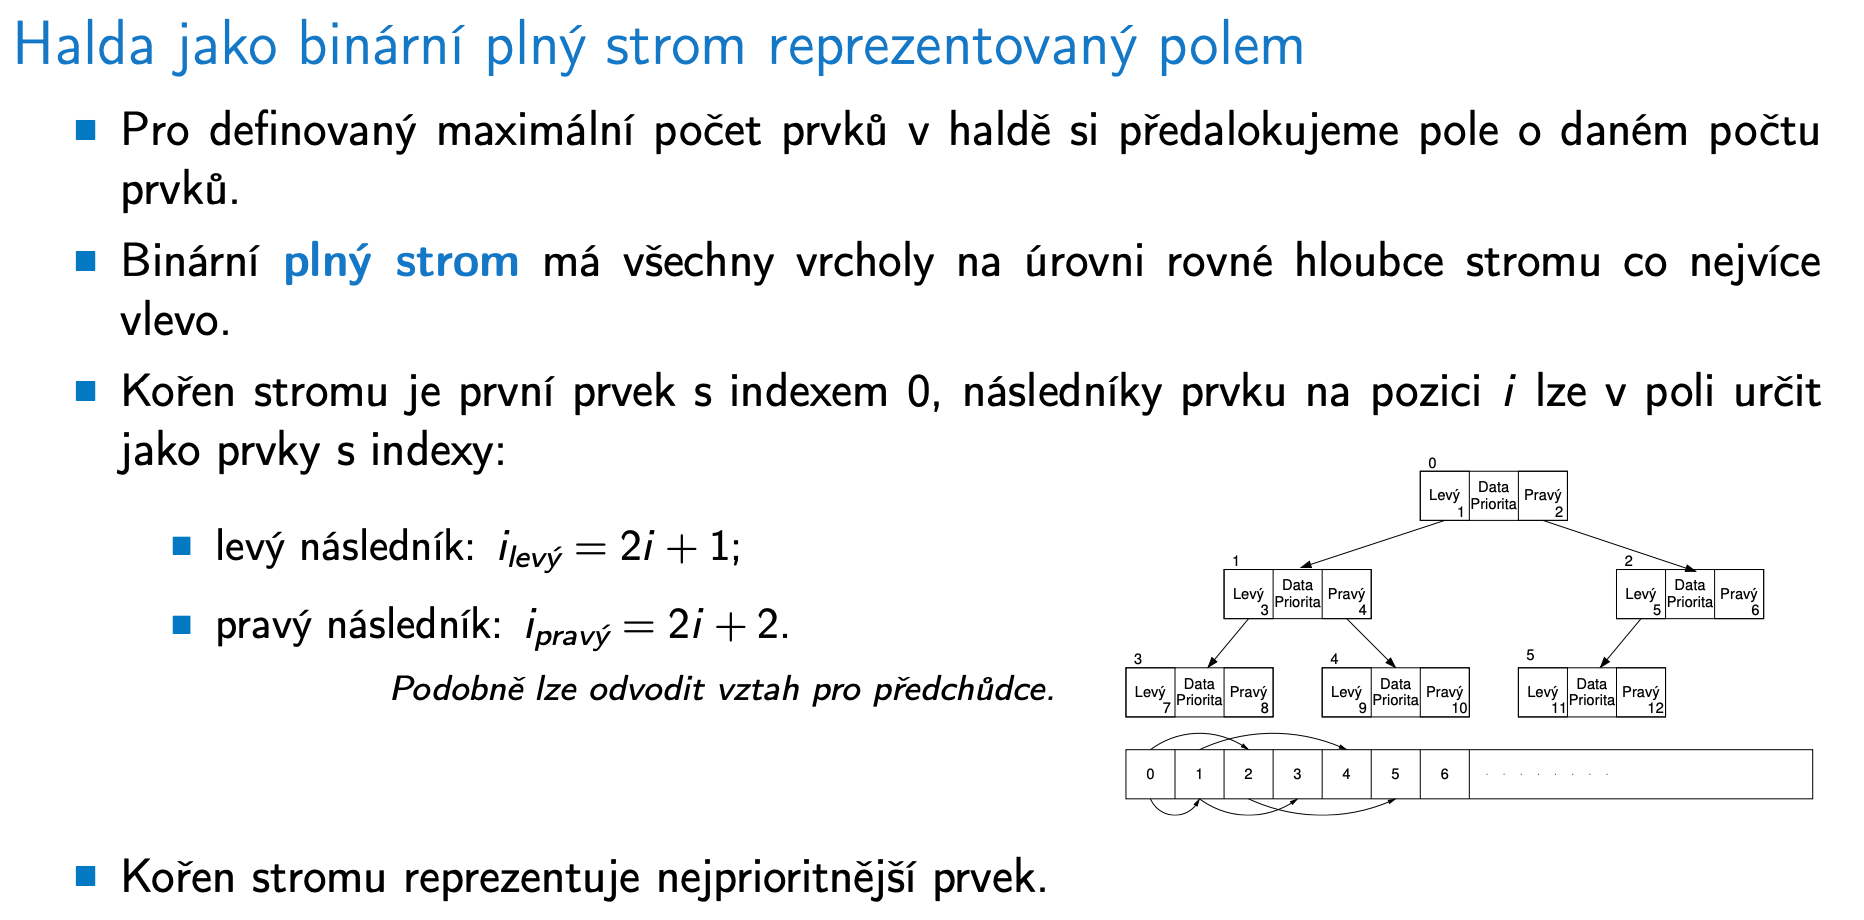 Halda jako binární plný strom reprezentovaný polem
Pro definovaný maximální počet prvků v haldě si předalokujeme pole o daném počtu
prvků.
Binární plný strom má všechny vrcholy na úrovni rovné hloubce stromu co nejvíce
vlevo.
Kořen stromu je první prvek s indexem 0, následníky prvku na pozici i lze v poli určit
jako prvky s indexy:
levý následník: i_levý = 2i + 1;
pravý následník: i_pravý = 2i + 2.
Podobně lze odvodit vztah pro předchůdce.
0
Levý 1 Data Priorita Pravý 2
1
Levý 3 Data Priorita Pravý 4
2
Levý 5 Data Priorita Pravý 6
3
Levý 7 Data Priorita Pravý 8
4
Levý 9 Data Priorita Pravý 10
5
Levý 11 Data Priorita Pravý 12
0 1 2 3 4 5 6 . . . . . . . .
Kořen stromu reprezentuje nejprioritnější prvek.